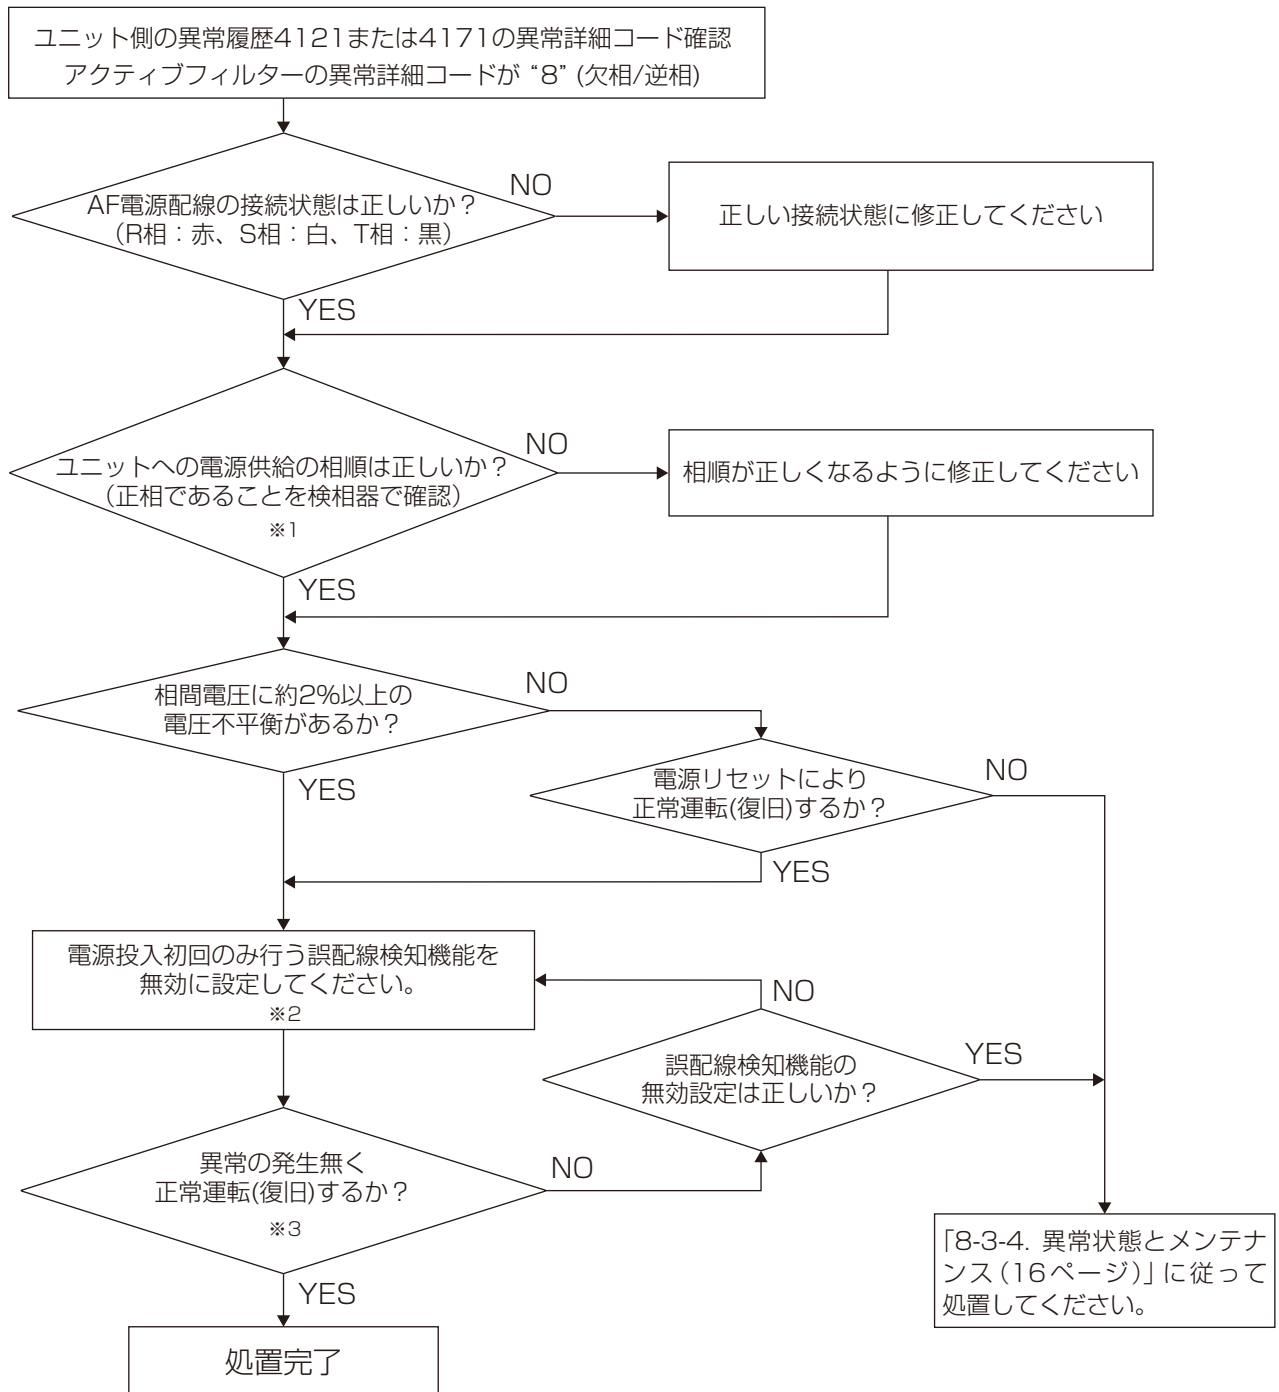 ユニット側の異常履歴4121または4171の異常詳細コード確認
アクティブフィルターの異常詳細コードが “8” (欠相/逆相)
AF電源配線の接続状態は正しいか？
（R相：赤、S相：白、T相：黒）
NO
正しい接続状態に修正してください
YES
ユニットへの電源供給の相順は正しいか？
（正相であることを検相器で確認）
※1
NO
相順が正しくなるように修正してください
YES
相間電圧に約2%以上の
電圧不平衡があるか？
NO
YES
電源リセットにより
正常運転(復旧)するか？
NO
YES
電源投入初回のみ行う誤配線検知機能を
無効に設定してください。
※2
NO
誤配線検知機能の
無効設定は正しいか？
YES
異常の発生無く
正常運転(復旧)するか？
※3
NO
YES
「8-3-4. 異常状態とメンテナ
ンス（16ページ）」に従って
処置してください。
処置完了